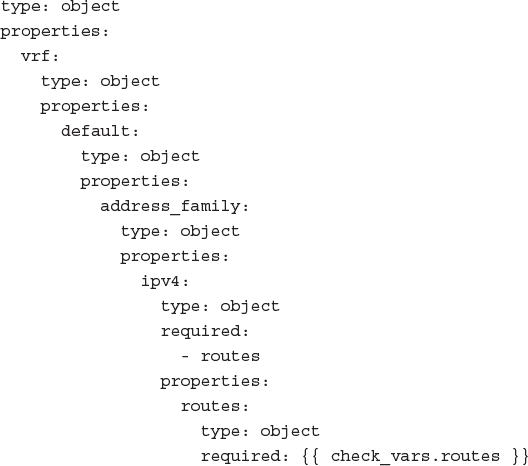 type: object
properties:
  vrf:
    type: object
    properties:
      default:
        type: object
        properties:
          address_family:
            type: object
            properties:
              ipv4:
                type: object
                required:
                  - routes
                properties:
                  routes:
                    type: object
                    required: {{ check_vars.routes }}